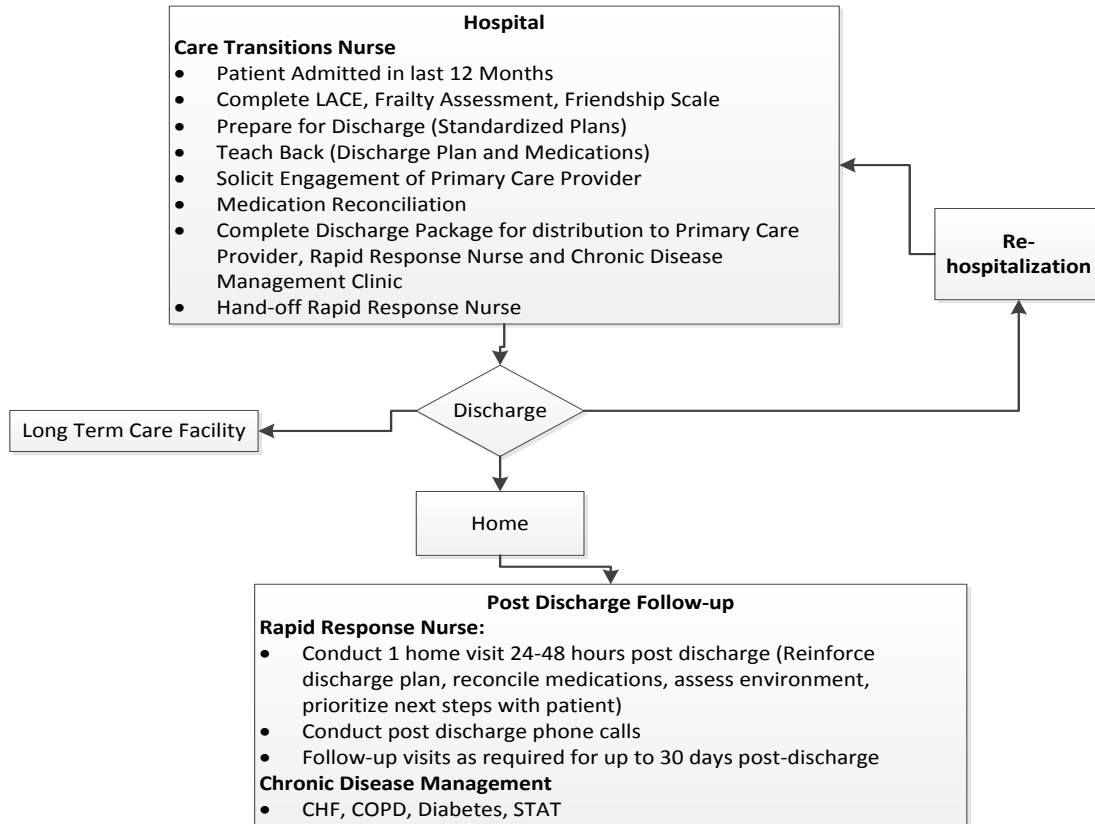 Hospital
Care Transitions Nurse
• Patient Admitted in last 12 Months
• Complete LACE, Frailty Assessment, Friendship Scale
• Prepare for Discharge (Standardized Plans)
• Teach Back (Discharge Plan and Medications)
• Solicit Engagement of Primary Care Provider
• Medication Reconciliation
• Complete Discharge Package for distribution to Primary Care
Provider, Rapid Response Nurse and Chronic Disease
Management Clinic
• Hand-off Rapid Response Nurse
Re-
hospitalization
Discharge
Long Term Care Facility
Home
Post Discharge Follow-up
Rapid Response Nurse:
• Conduct 1 home visit 24-48 hours post discharge (Reinforce
discharge plan, reconcile medications, assess environment,
prioritize next steps with patient)
• Conduct post discharge phone calls
• Follow-up visits as required for up to 30 days post-discharge
Chronic Disease Management
• CHF, COPD, Diabetes, STAT